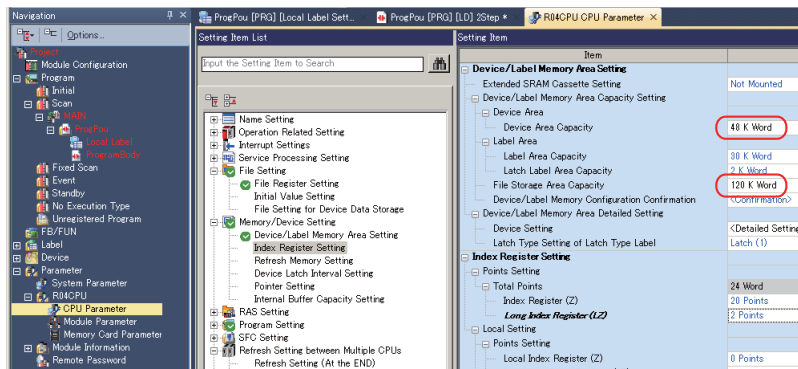 Navigation
ProgPou [PRG] [Local Label Sett...
ProgPou [PRG] [LD] 2Step *
R04CPU CPU Parameter
Options...
Project
Module Configuration
Program
Initial
Scan
MAIN
ProgPou
Local Label
ProgramBody
Fixed Scan
Event
Standby
No Execution Type
Unregistered Program
FB/FUN
Label
Device
Parameter
System Parameter
R04CPU
CPU Parameter
Module Parameter
Memory Card Parameter
Module Information
Remote Password
Setting Item List
Input the Setting Item to Search
Name Setting
Operation Related Setting
Interrupt Settings
Service Processing Setting
File Setting
File Register Setting
Initial Value Setting
File Setting for Device Data Storage
Memory/Device Setting
Device/Label Memory Area Setting
Index Register Setting
Refresh Memory Setting
Device Latch Interval Setting
Pointer Setting
Internal Buffer Capacity Setting
RAS Setting
Program Setting
SFC Setting
Refresh Setting between Multiple CPUs
Refresh Setting (At the END)
Setting Item
Item
Device/Label Memory Area Setting
Extended SRAM Cassette Setting Not Mounted
Device/Label Memory Area Capacity Setting
Device Area
Device Area Capacity 48 K Word
Label Area
Label Area Capacity 30 K Word
Latch Label Area Capacity 2 K Word
File Storage Area Capacity 120 K Word
Device/Label Memory Configuration Confirmation <Confirmation>
Device/Label Memory Area Detailed Setting
Device Setting <Detailed Setting
Latch Type Setting of Latch Type Label Latch (1)
Index Register Setting
Points Setting
Total Points 24 Word
Index Register (Z) 20 Points
Long Index Register (LZ) 2 Points
Local Setting
Points Setting
Local Index Register (Z) 0 Points